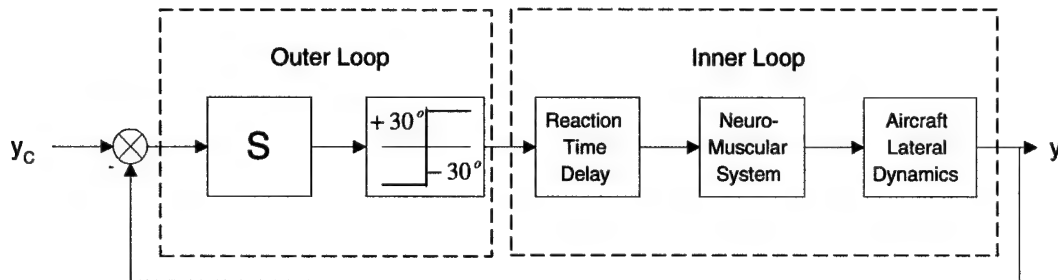 Outer Loop
Inner Loop
y_C
-
S
+30°
−30°
Reaction
Time
Delay
Neuro-
Muscular
System
Aircraft
Lateral
Dynamics
y